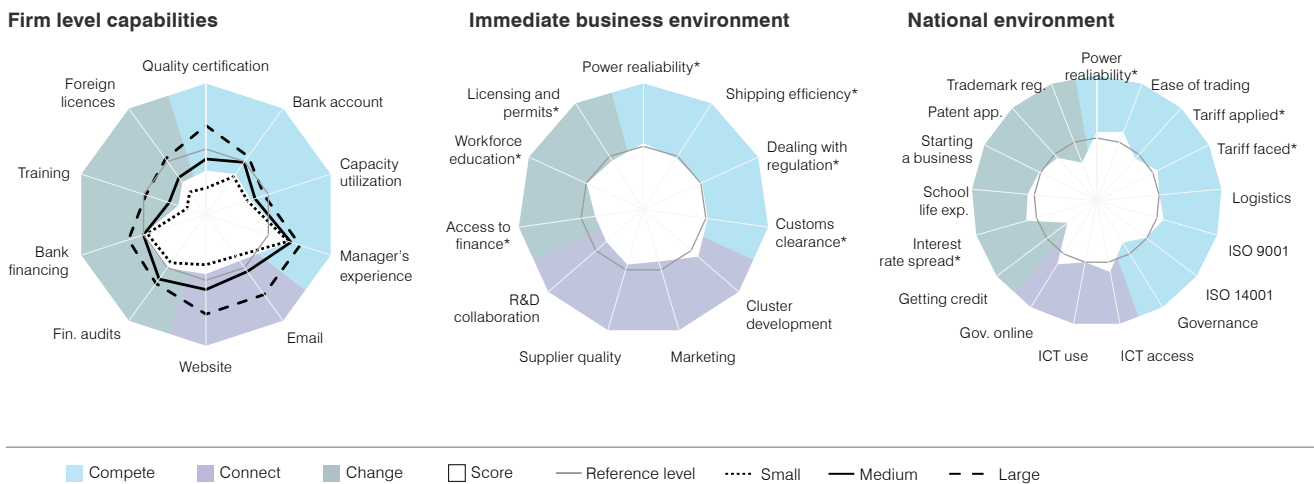 Firm level capabilities
Quality certification
Foreign
licences
Bank account
Training
Capacity
utilization
Bank
financing
Manager's
experience
Fin. audits
Email
Website
Immediate business environment
Power realiability*
Licensing and
permits*
Shipping efficiency*
Workforce
education*
Dealing with
regulation*
Access to
finance*
Customs
clearance*
R&D
collaboration
Cluster
development
Supplier quality
Marketing
National environment
Power
realiability*
Trademark reg.
Ease of trading
Patent app.
Tariff applied*
Starting
a business
Tariff faced*
School
life exp.
Logistics
Interest
rate spread*
ISO 9001
Getting credit
ISO 14001
Gov. online
Governance
ICT use
ICT access
Compete
Connect
Change
Score
Reference level
Small
Medium
Large